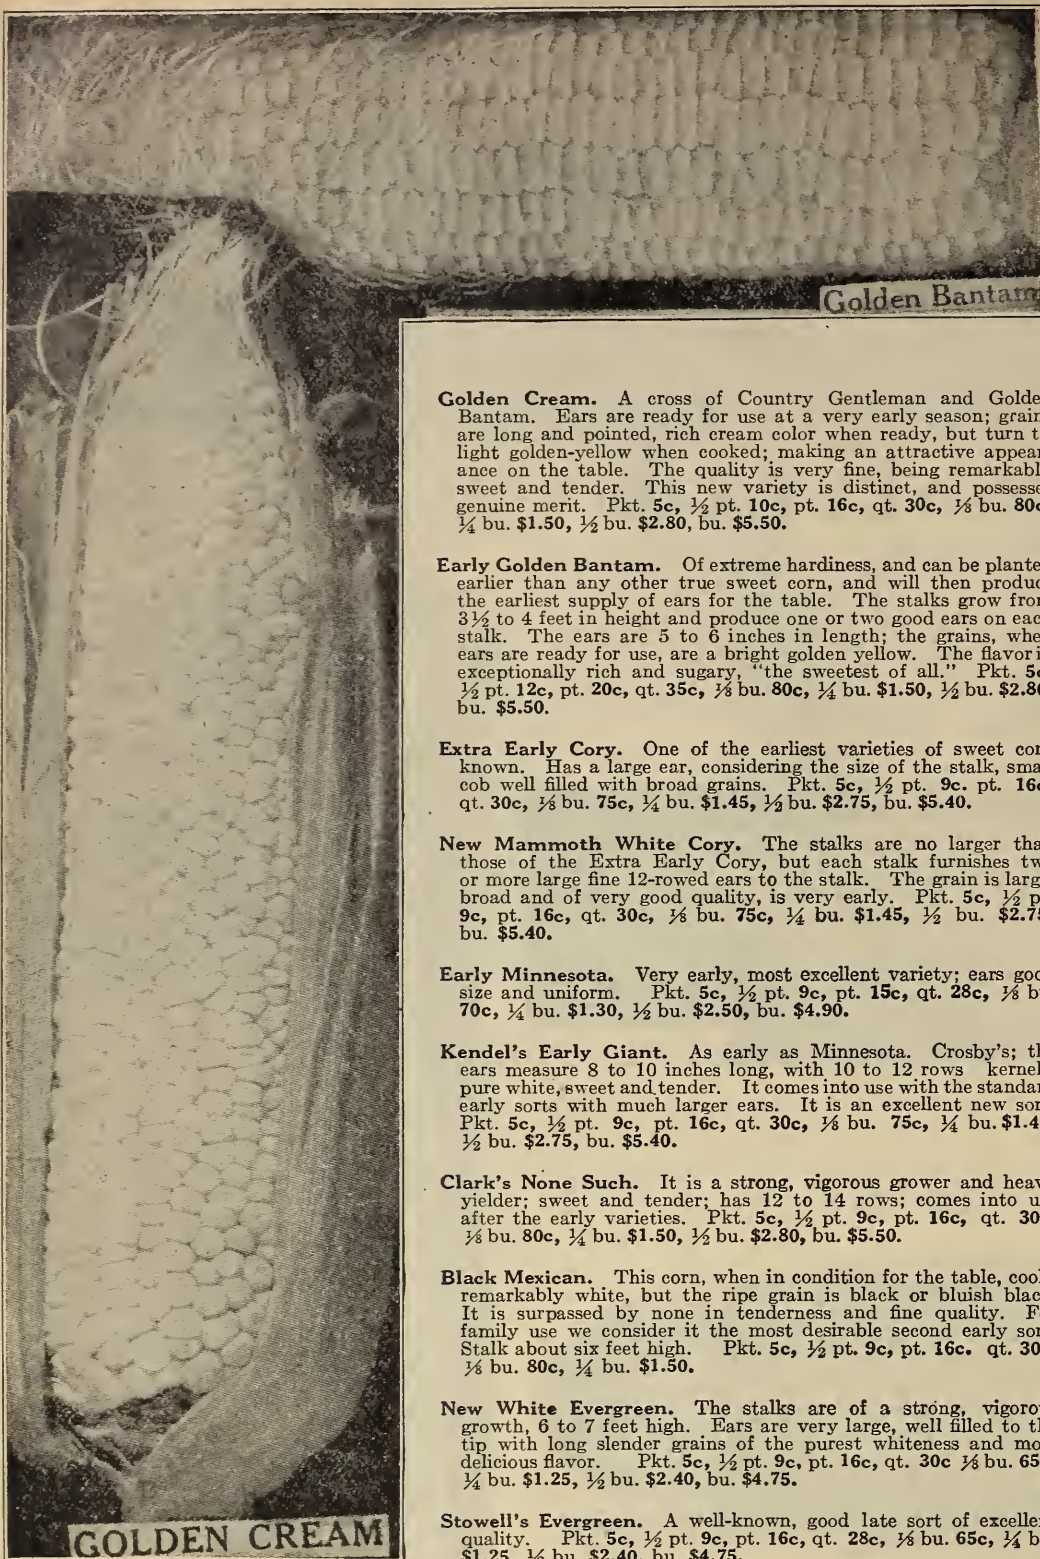 Golden Bantam
Golden Cream. A cross of Country Gentleman and Golde
Bantam. Ears are ready for use at a very early season; grain
are long and pointed, rich cream color when ready, but turn t
light golden-yellow when cooked; making an attractive appear
ance on the table. The quality is very fine, being remarkabl
sweet and tender. This new variety is distinct, and possesse
genuine merit. Pkt. 5c, ½ pt. 10c, pt. 16c, qt. 30c, ⅛ bu. 80c
¼ bu. $1.50, ½ bu. $2.80, bu. $5.50.
Early Golden Bantam. Of extreme hardiness, and can be plante
earlier than any other true sweet corn, and will then produc
the earliest supply of ears for the table. The stalks grow from
3½ to 4 feet in height and produce one or two good ears on eac
stalk. The ears are 5 to 6 inches in length; the grains, whe
ears are ready for use, are a bright golden yellow. The flavor i
exceptionally rich and sugary, "the sweetest of all." Pkt. 5c
½ pt. 12c, pt. 20c, qt. 35c, ⅛ bu. 80c, ¼ bu. $1.50, ½ bu. $2.80
bu. $5.50.
Extra Early Cory. One of the earliest varieties of sweet cor
known. Has a large ear, considering the size of the stalk, sma
cob well filled with broad grains. Pkt. 5c, ½ pt. 9c. pt. 16c
qt. 30c, ⅛ bu. 75c, ¼ bu. $1.45, ½ bu. $2.75, bu. $5.40.
New Mammoth White Cory. The stalks are no larger tha
those of the Extra Early Cory, but each stalk furnishes tw
or more large fine 12-rowed ears to the stalk. The grain is larg
broad and of very good quality, is very early. Pkt. 5c, ½ p
9c, pt. 16c, qt. 30c, ⅛ bu. 75c, ¼ bu. $1.45, ½ bu. $2.75
bu. $5.40.
Early Minnesota. Very early, most excellent variety; ears goo
size and uniform. Pkt. 5c, ½ pt. 9c, pt. 15c, qt. 28c, ⅛ b
70c, ¼ bu. $1.30, ½ bu. $2.50, bu. $4.90.
Kendel's Early Giant. As early as Minnesota. Crosby's; th
ears measure 8 to 10 inches long, with 10 to 12 rows kernel
pure white, sweet and tender. It comes into use with the standar
early sorts with much larger ears. It is an excellent new sor
Pkt. 5c, ½ pt. 9c, pt. 16c, qt. 30c, ⅛ bu. 75c, ¼ bu. $1.4
½ bu. $2.75, bu. $5.40.
Clark's None Such. It is a strong, vigorous grower and heav
yielder; sweet and tender; has 12 to 14 rows; comes into u
after the early varieties. Pkt. 5c, ½ pt. 9c, pt. 16c, qt. 30
⅛ bu. 80c, ¼ bu. $1.50, ½ bu. $2.80, bu. $5.50.
Black Mexican. This corn, when in condition for the table, cool
remarkably white, but the ripe grain is black or bluish blac
It is surpassed by none in tenderness and fine quality. F
family use we consider it the most desirable second early sor
Stalk about six feet high. Pkt. 5c, ½ pt. 9c, pt. 16c. qt. 30
⅛ bu. 80c, ¼ bu. $1.50.
New White Evergreen. The stalks are of a strong, vigoro
growth, 6 to 7 feet high. Ears are very large, well filled to th
tip with long slender grains of the purest whiteness and mo
delicious flavor. Pkt. 5c, ½ pt. 9c, pt. 16c, qt. 30c ⅛ bu. 65
¼ bu. $1.25, ½ bu. $2.40, bu. $4.75.
Stowell's Evergreen. A well-known, good late sort of excelle
quality. Pkt. 5c, ½ pt. 9c, pt. 16c, qt. 28c, ⅛ bu. 65c, ¼ b
$1.25, ½ bu. $2.40, bu. $4.75.
GOLDEN CREAM